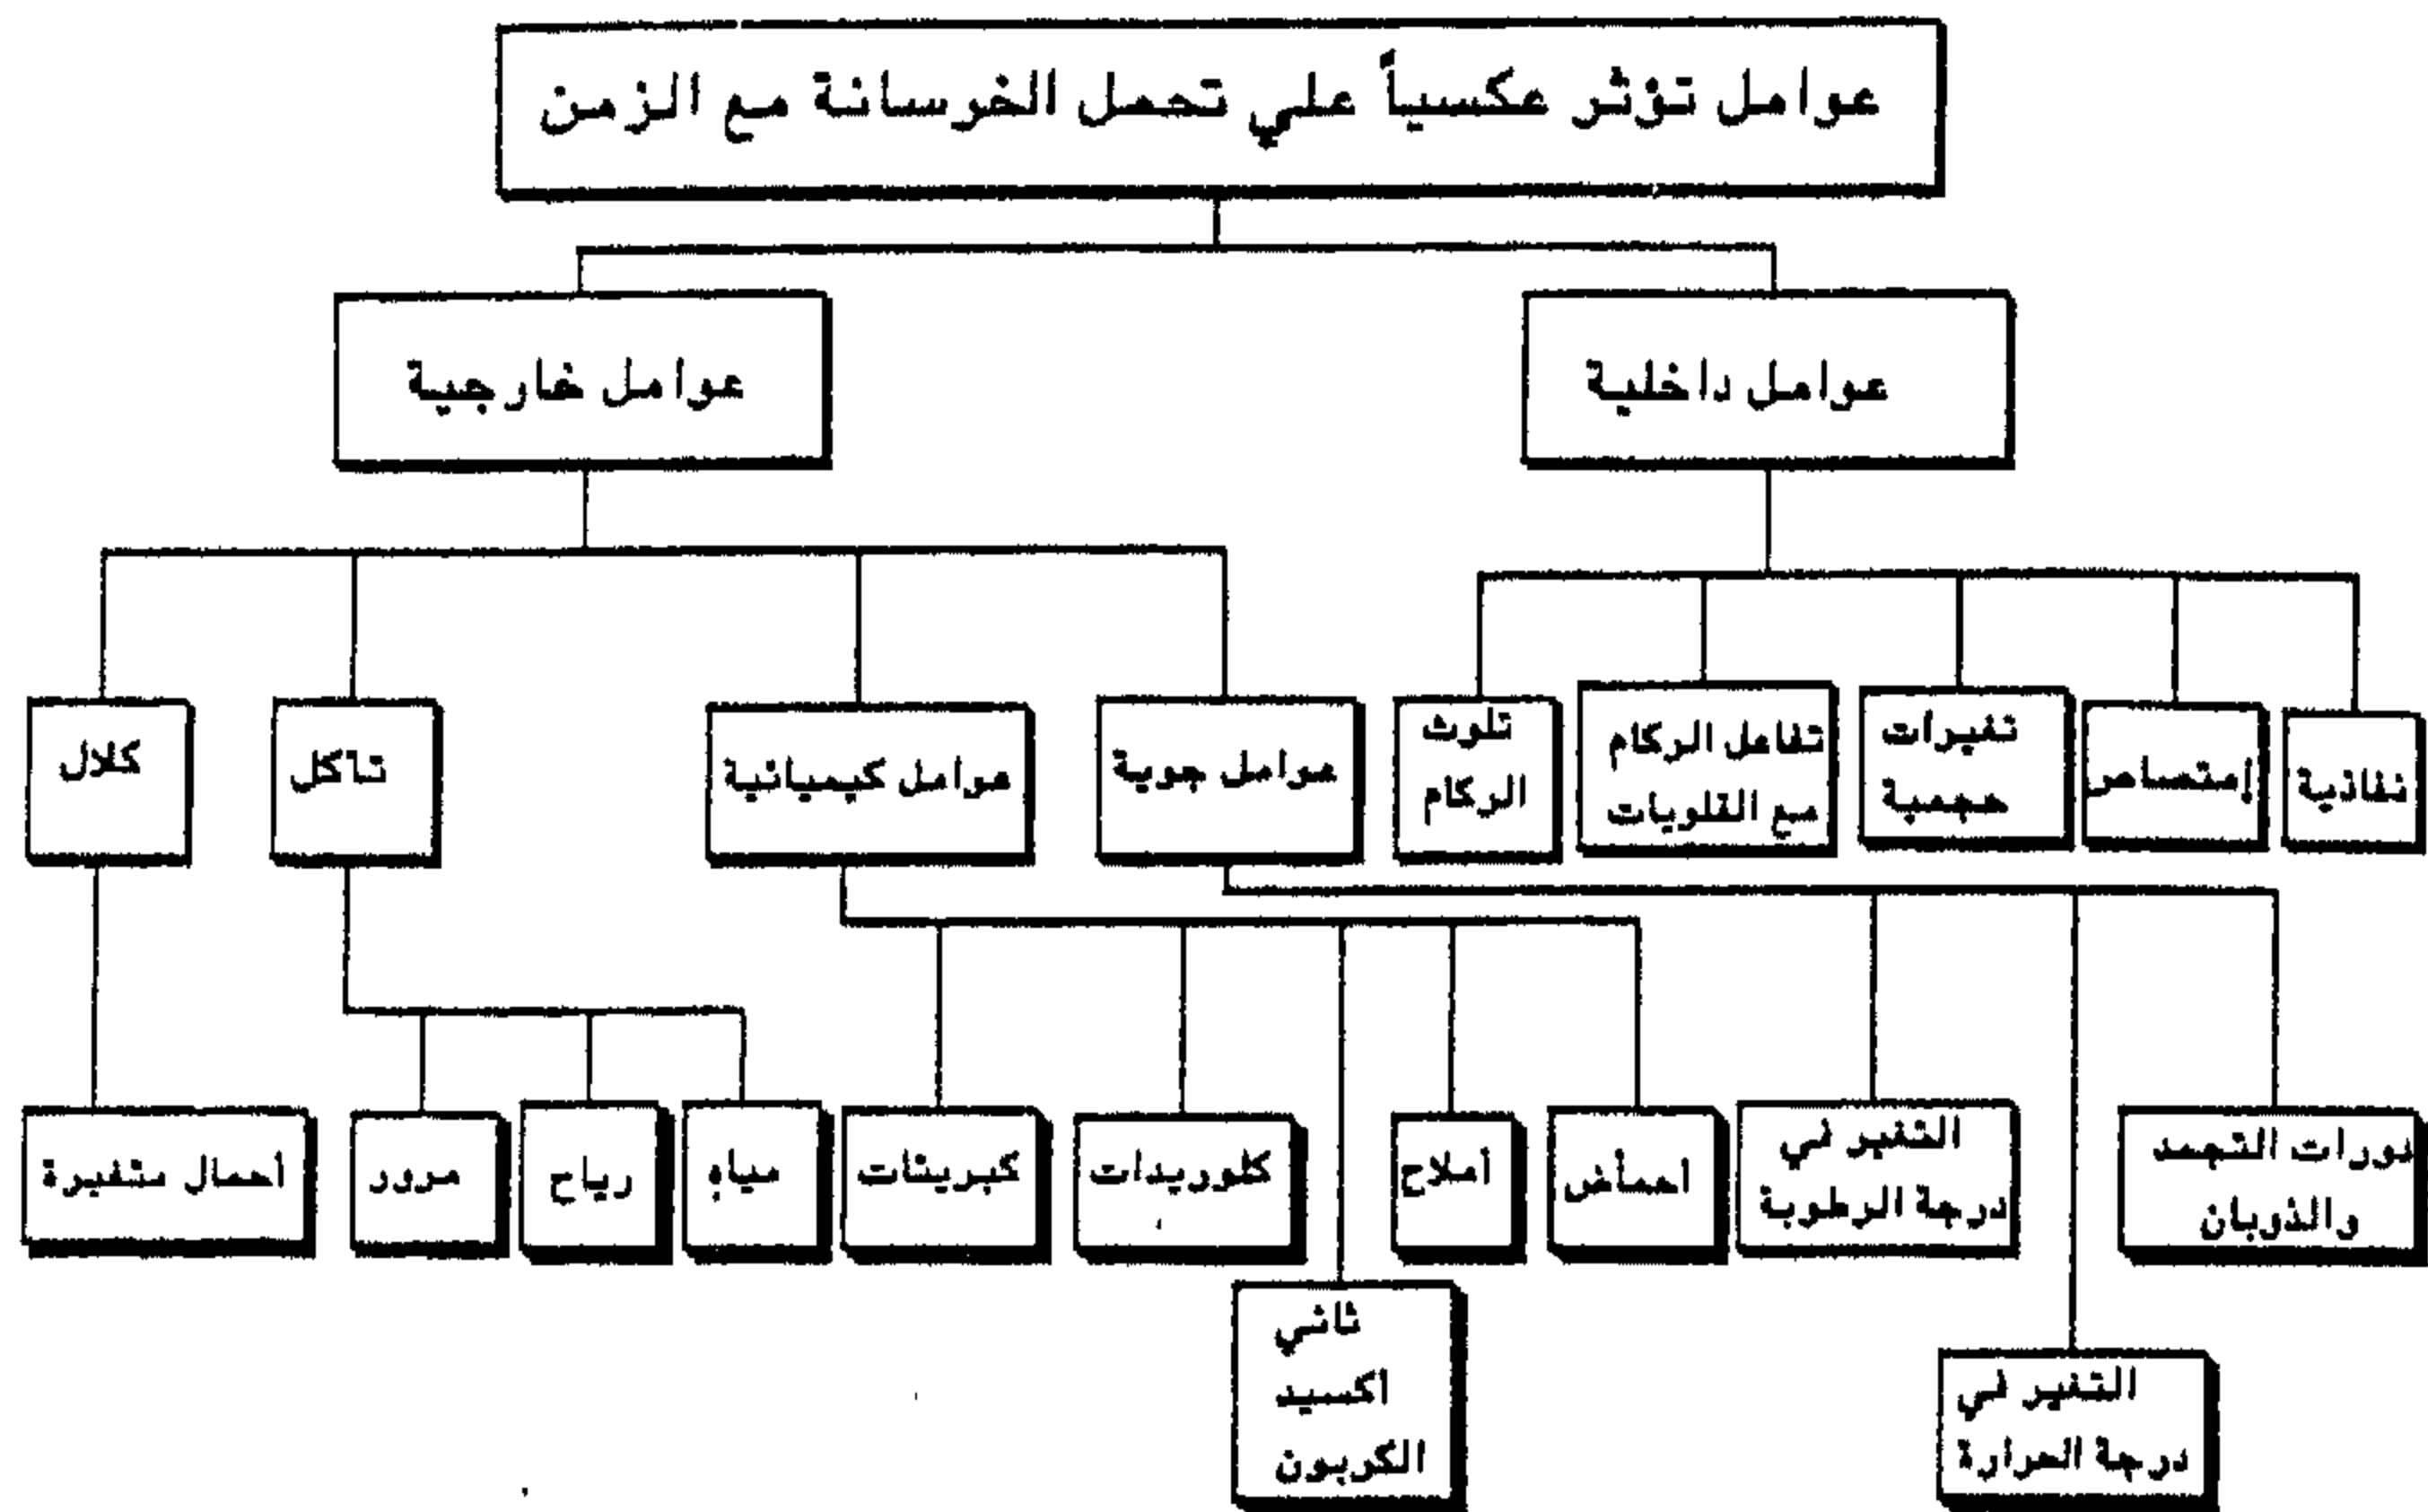 عوامل تؤثر عكسياً علي تحمل الخرسانة مع الزمن
عوامل داخلية
عوامل خارجية
نفاذية
إمتصاص
تغيرات
حجمية
تفاعل الركام
مع القلويات
تلوث
الركام
عوامل جوية
عوامل كيميائية
تاكل
كلال
دورات التجمد
والذوبان
التغير في
درجة الحرارة
التغير في
درجة الرطوبة
احماض
املاح
ثاني
اكسيد
الكربون
كلوريدات
كبريتات
مياه
رياح
مرور
أحمال متغيرة